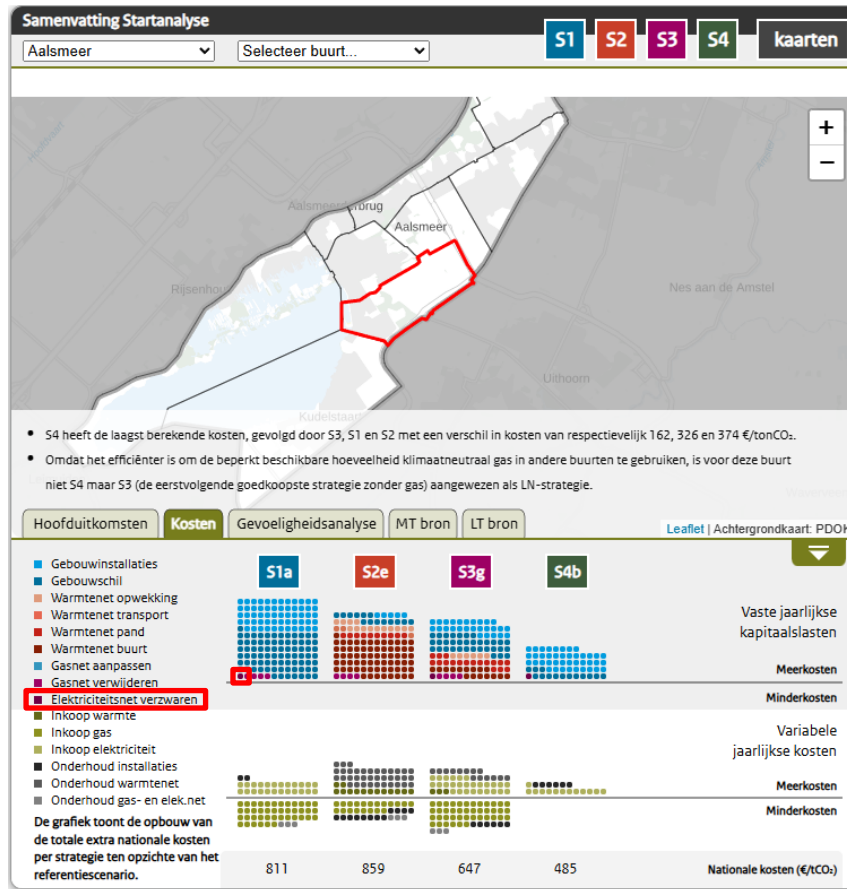 Samenvatting Startanalyse
Aalsmeer
Selecteer buurt...
S1
S2
S3
S4
kaarten
+
−
Aalsmeer
Rijsenhou
Nes aan de Amstel
Uithoorn
Kudelstaart
• S4 heeft de laagst berekende kosten, gevolgd door S3, S1 en S2 met een verschil in kosten van respectievelijk 162, 326 en 374 €/tonCO₂.
• Omdat het efficiënter is om de beperkt beschikbare hoeveelheid klimaatneutraal gas in andere buurten te gebruiken, is voor deze buurt
niet S4 maar S3 (de eerstvolgende goedkoopste strategie zonder gas) aangewezen als LN-strategie.
Hoofduitkomsten
Kosten
Gevoeligheidsanalyse
MT bron
LT bron
Leaflet | Achtergrondkaart: PDOK
Gebouwinstallaties
Gebouwschil
Warmtenet opwekking
Warmtenet transport
Warmtenet pand
Warmtenet buurt
Gasnet aanpassen
Gasnet verwijderen
Elektriciteitsnet verzwaren
Inkoop warmte
Inkoop gas
Inkoop elektriciteit
Onderhoud installaties
Onderhoud warmtenet
Onderhoud gas- en elek.net
De grafiek toont de opbouw van
de totale extra nationale kosten
per strategie ten opzichte van het
referentiescenario.
S1a
S2e
S3g
S4b
Vaste jaarlijkse
kapitaalslasten
Meerkosten
Minderkosten
Variabele
jaarlijkse kosten
Meerkosten
Minderkosten
811
859
647
485
Nationale kosten (€/tCO₂)